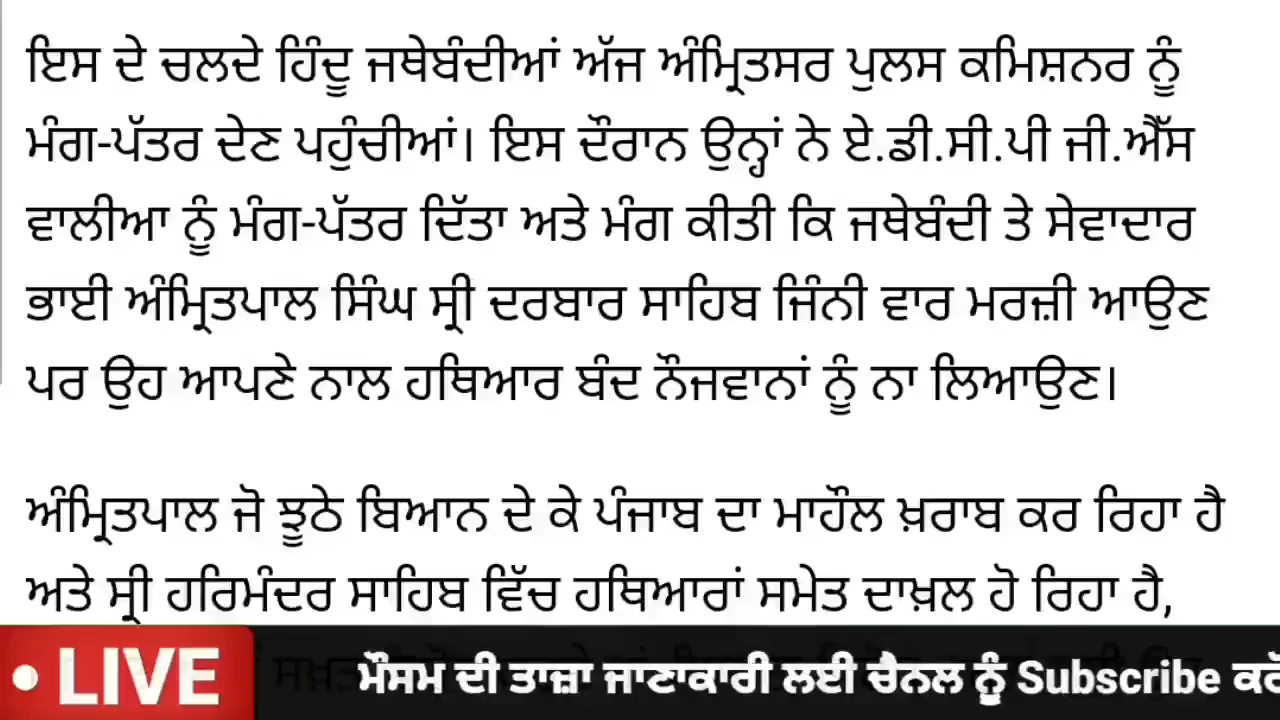 ਇਸ ਦੇ ਚਲਦੇ ਹਿੰਦੂ ਜਥੇਬੰਦੀਆਂ ਅੱਜ ਅੰਮ੍ਰਿਤਸਰ ਪੁਲਸ ਕਮਿਸ਼ਨਰ ਨੂੰ
ਮੰਗ-ਪੱਤਰ ਦੇਣ ਪਹੁੰਚੀਆਂ। ਇਸ ਦੌਰਾਨ ਉਨ੍ਹਾਂ ਨੇ ਏ.ਡੀ.ਸੀ.ਪੀ ਜੀ.ਐੱਸ
ਵਾਲੀਆ ਨੂੰ ਮੰਗ-ਪੱਤਰ ਦਿੱਤਾ ਅਤੇ ਮੰਗ ਕੀਤੀ ਕਿ ਜਥੇਬੰਦੀ ਤੇ ਸੇਵਾਦਾਰ
ਭਾਈ ਅੰਮ੍ਰਿਤਪਾਲ ਸਿੰਘ ਸ੍ਰੀ ਦਰਬਾਰ ਸਾਹਿਬ ਜਿੰਨੀ ਵਾਰ ਮਰਜ਼ੀ ਆਉਣ
ਪਰ ਉਹ ਆਪਣੇ ਨਾਲ ਹਥਿਆਰ ਬੰਦ ਨੌਜਵਾਨਾਂ ਨੂੰ ਨਾ ਲਿਆਉਣ।
ਅੰਮ੍ਰਿਤਪਾਲ ਜੋ ਝੂਠੇ ਬਿਆਨ ਦੇ ਕੇ ਪੰਜਾਬ ਦਾ ਮਾਹੌਲ ਖ਼ਰਾਬ ਕਰ ਰਿਹਾ ਹੈ
ਅਤੇ ਸ੍ਰੀ ਹਰਿਮੰਦਰ ਸਾਹਿਬ ਵਿੱਚ ਹਥਿਆਰਾਂ ਸਮੇਤ ਦਾਖ਼ਲ ਹੋ ਰਿਹਾ ਹੈ,
• LIVE ਮੌਸਮ ਦੀ ਤਾਜ਼ਾ ਜਾਣਾਕਾਰੀ ਲਈ ਚੈਨਲ ਨੂੰ Subscribe